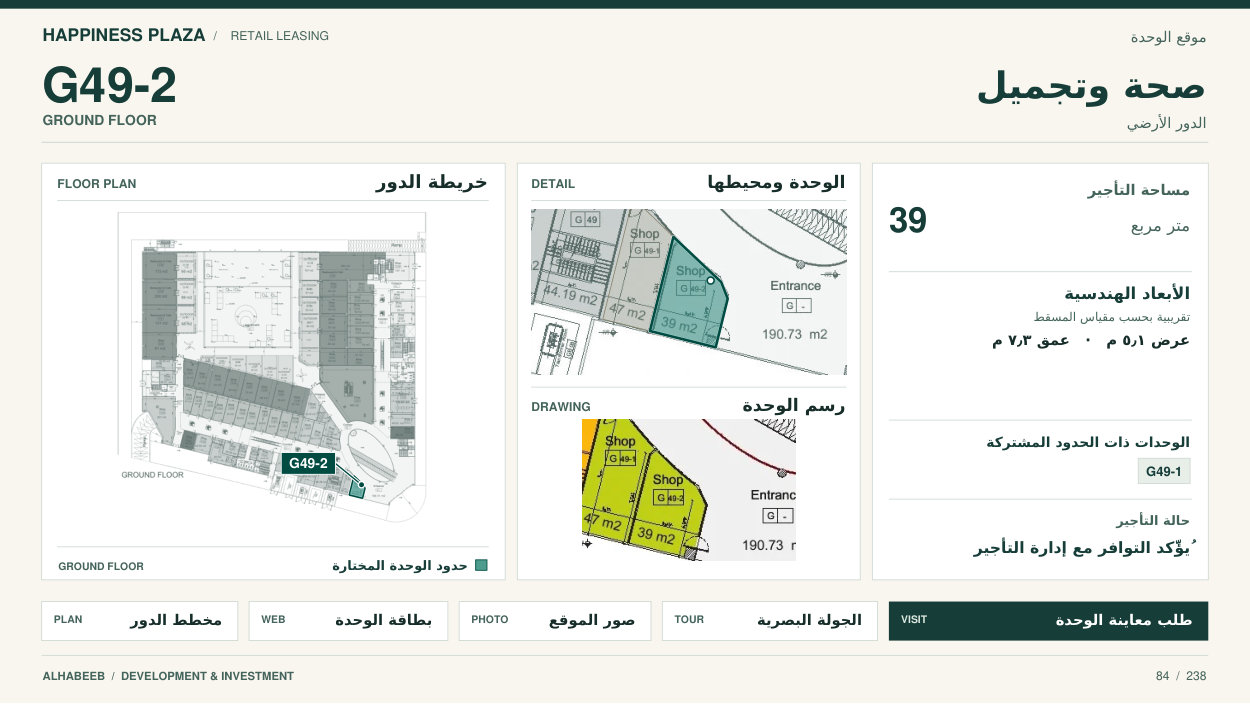 HAPPINESS PLAZA / RETAIL LEASING
موقع الوحدة
G49-2
صحة وتجميل
GROUND FLOOR
الدور الأرضي
FLOOR PLAN
خريطة الدور
G49-2
GROUND FLOOR
GROUND FLOOR
حدود الوحدة المختارة
DETAIL
الوحدة ومحيطها
G 49
Shop
G 49-1
Shop
G 49-2
Entrance
G -
44.19 m2
47 m2
39 m2
190.73 m2
DRAWING
رسم الوحدة
Shop
G 49-1
Shop
G 49-2
Entranc
G -
47 m2
39 m2
190.73
مساحة التأجير
39
متر مربع
الأبعاد الهندسية
تقريبية بحسب مقياس المسقط
عرض ٥٫١ م · عمق ٧٫٣ م
الوحدات ذات الحدود المشتركة
G49-1
حالة التأجير
يُؤكّد التوافر مع إدارة التأجير
PLAN
مخطط الدور
WEB
بطاقة الوحدة
PHOTO
صور الموقع
TOUR
الجولة البصرية
VISIT
طلب معاينة الوحدة
ALHABEEB / DEVELOPMENT & INVESTMENT
84 / 238